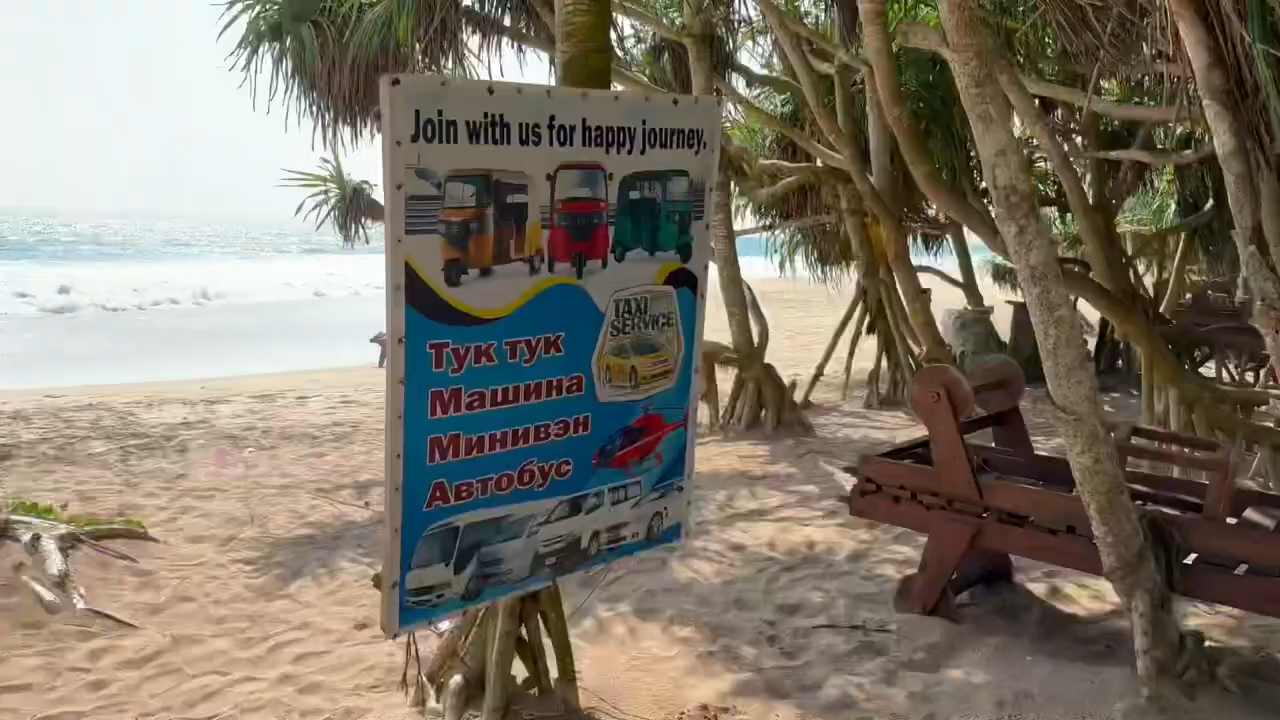 Join with us for happy journey.
TAXI
SERVICE
Тук тук
Машина
Минивэн
Автобус